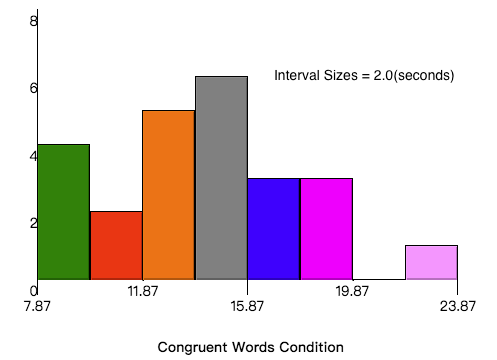 8
6
Interval Sizes = 2.0(seconds)
4
2
0
7.87 11.87 15.87 19.87 23.87
Congruent Words Condition